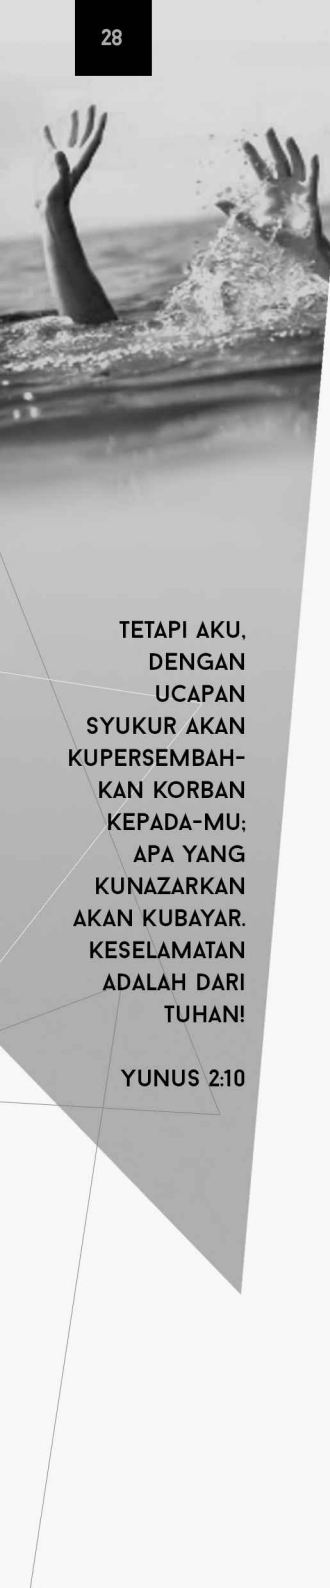 28
TETAPI AKU,
DENGAN
UCAPAN
SYUKUR AKAN
KUPERSEMBAH-
KAN KORBAN
KEPADA-MU;
APA YANG
KUNAZARKAN
AKAN KUBAYAR.
KESELAMATAN
ADALAH DARI
TUHAN!
YUNUS 2:10